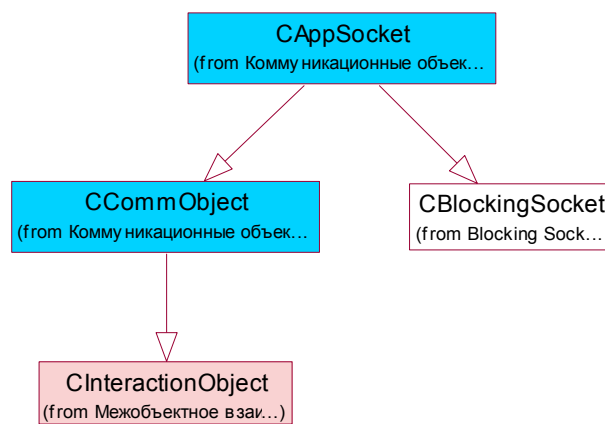 CAppSocket
(from Коммуникационные объек...
CCommObject
(from Коммуникационные объек...
CBlockingSocket
(from Blocking Sock...
CInteractionObject
(from Межобъектное взаи...)